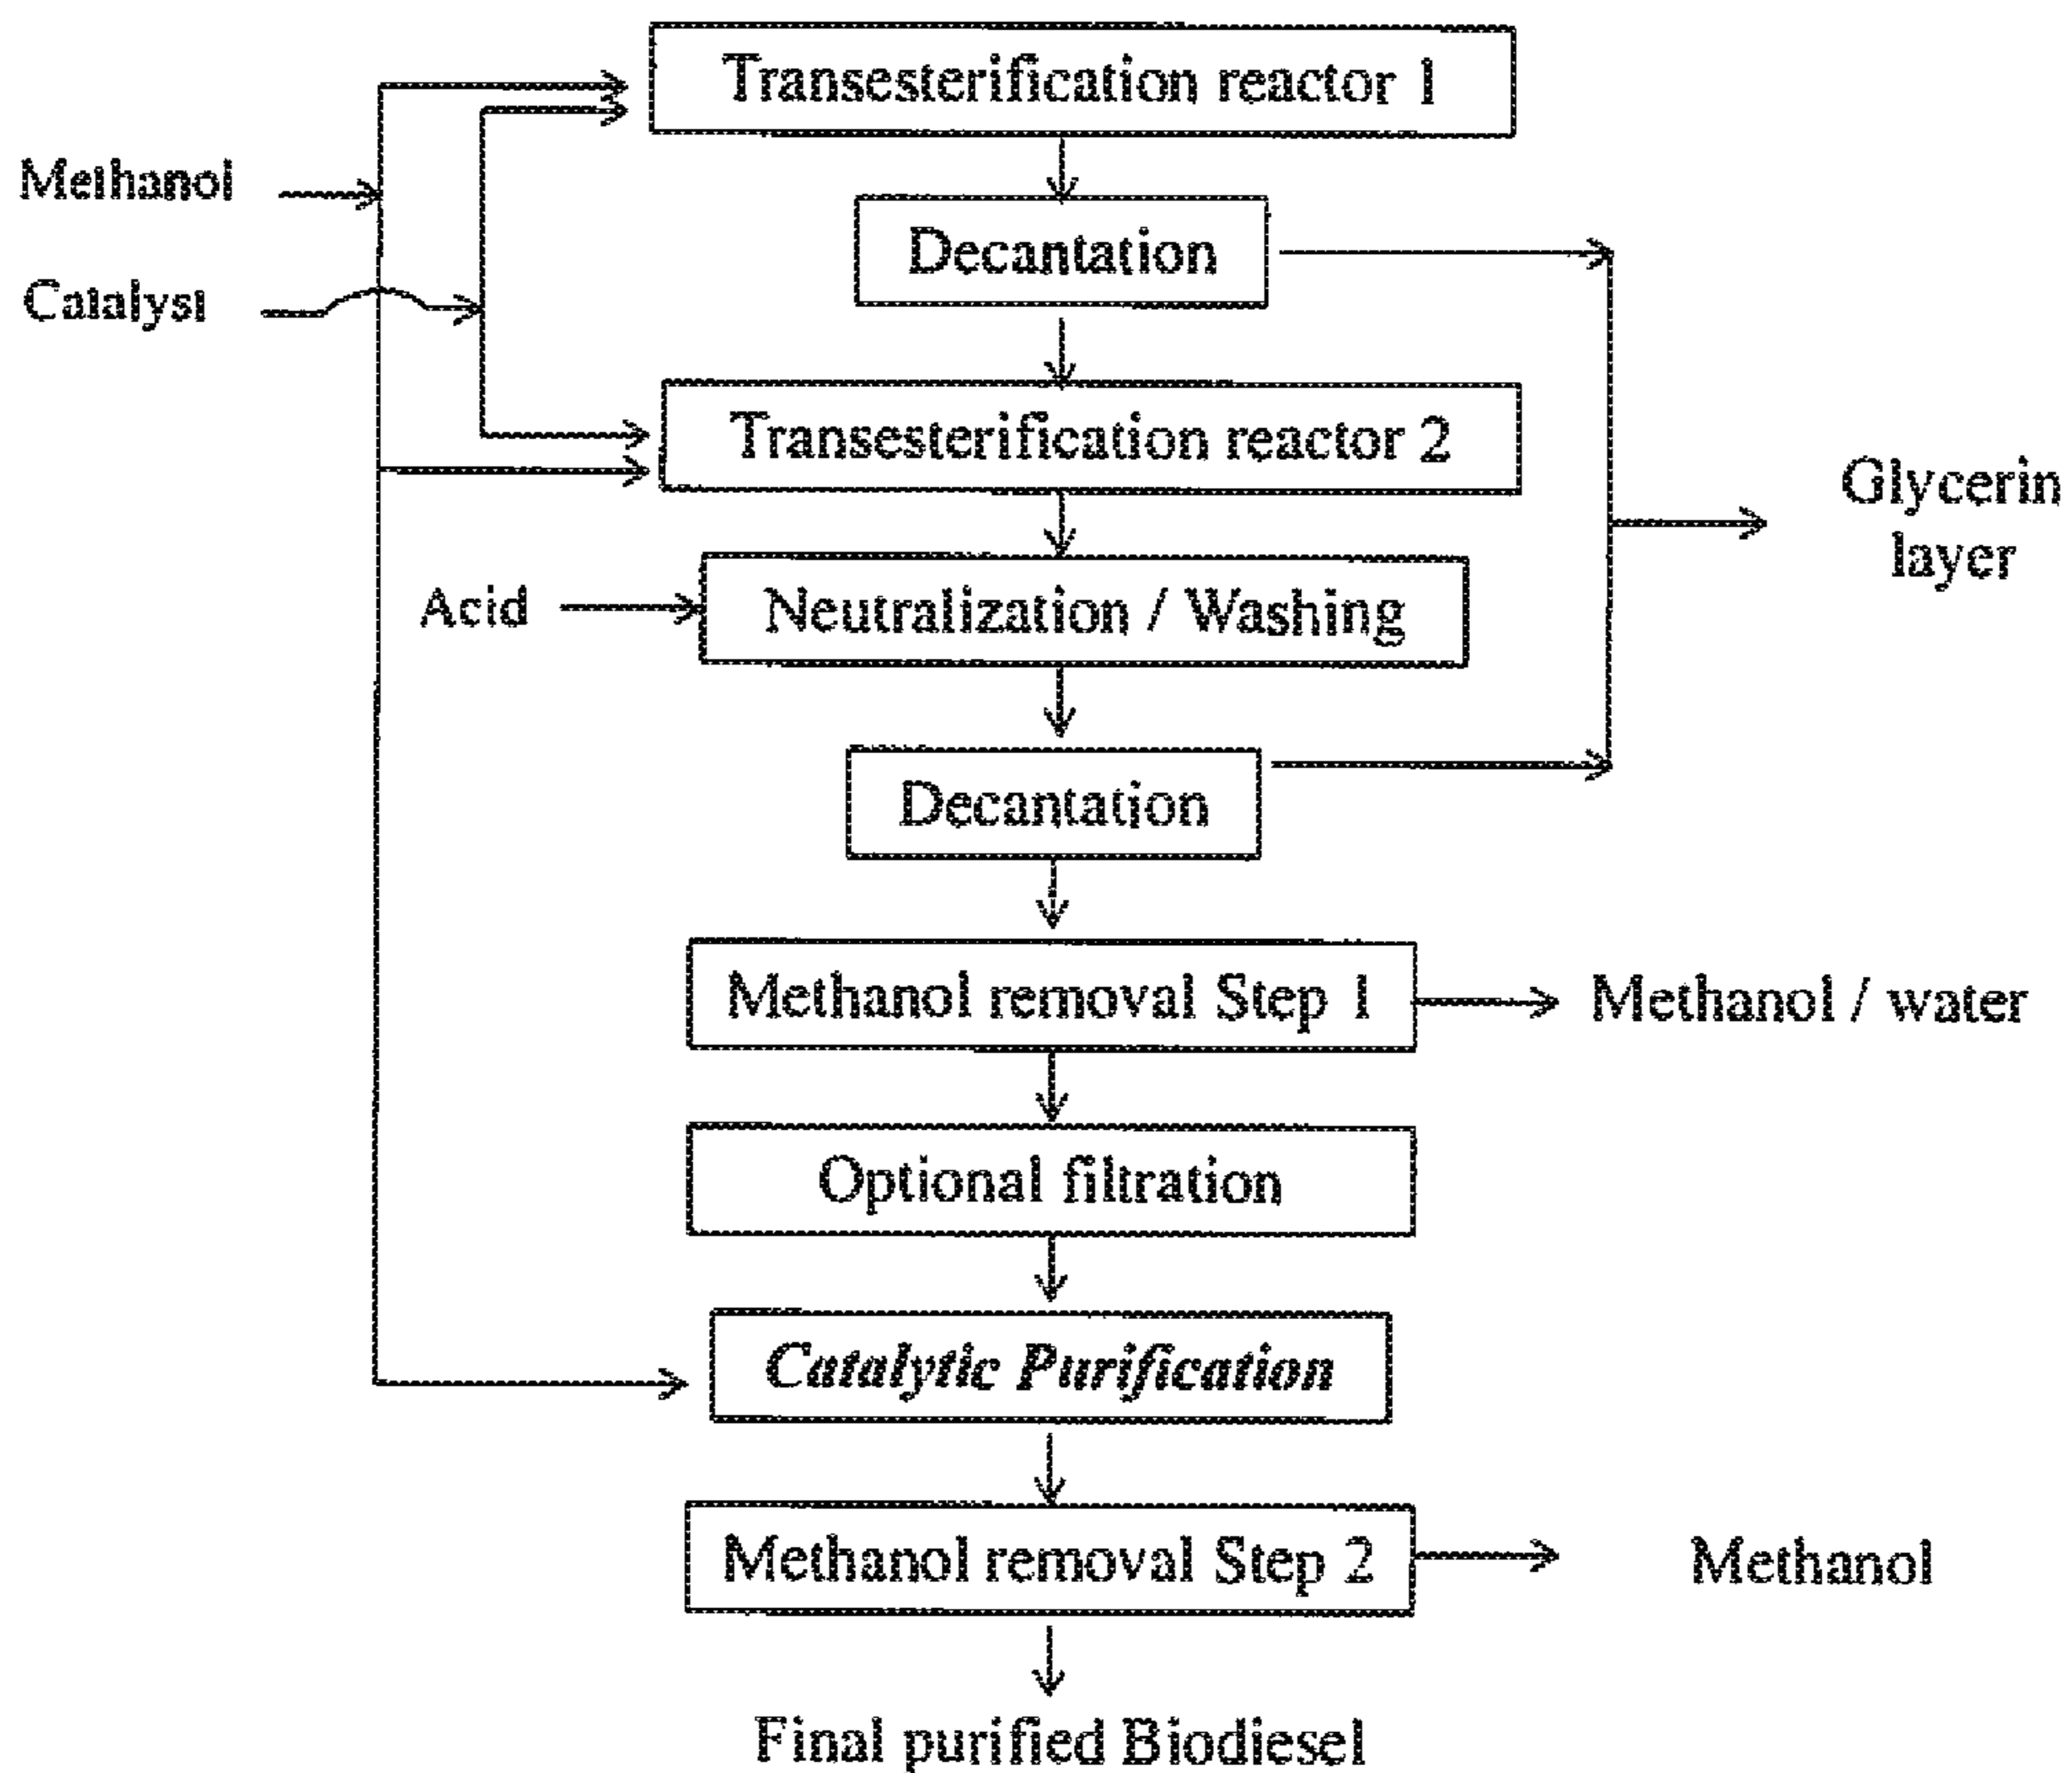 Transesterification reactor 1
Methanol
Decantation
Catalyst
Transesterification reactor 2
Glycerin
layer
Acid
Neutralization / Washing
Decantation
Methanol removal Step 1
Methanol / water
Optional filtration
Catalytic Purification
Methanol removal Step 2
Methanol
Final purified Biodiesel